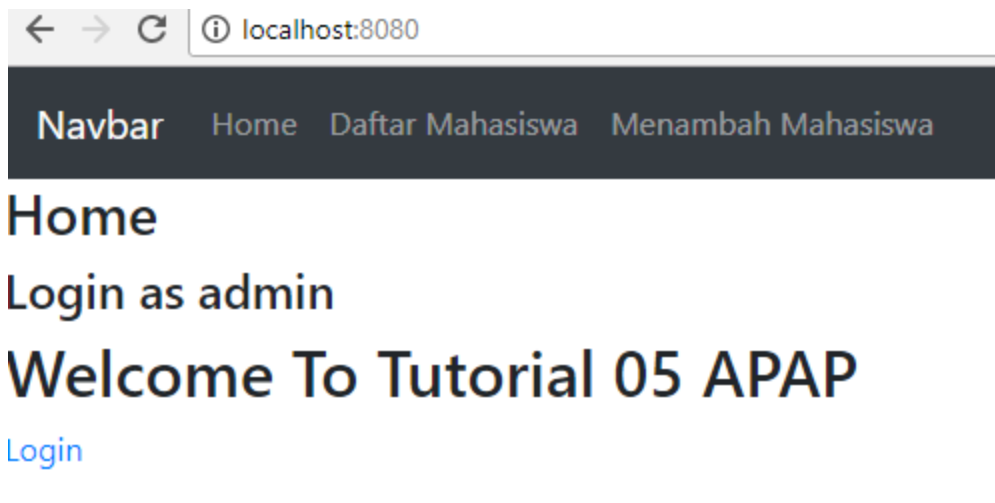 localhost:8080
Navbar Home Daftar Mahasiswa Menambah Mahasiswa
Home
Login as admin
Welcome To Tutorial 05 APAP
Login